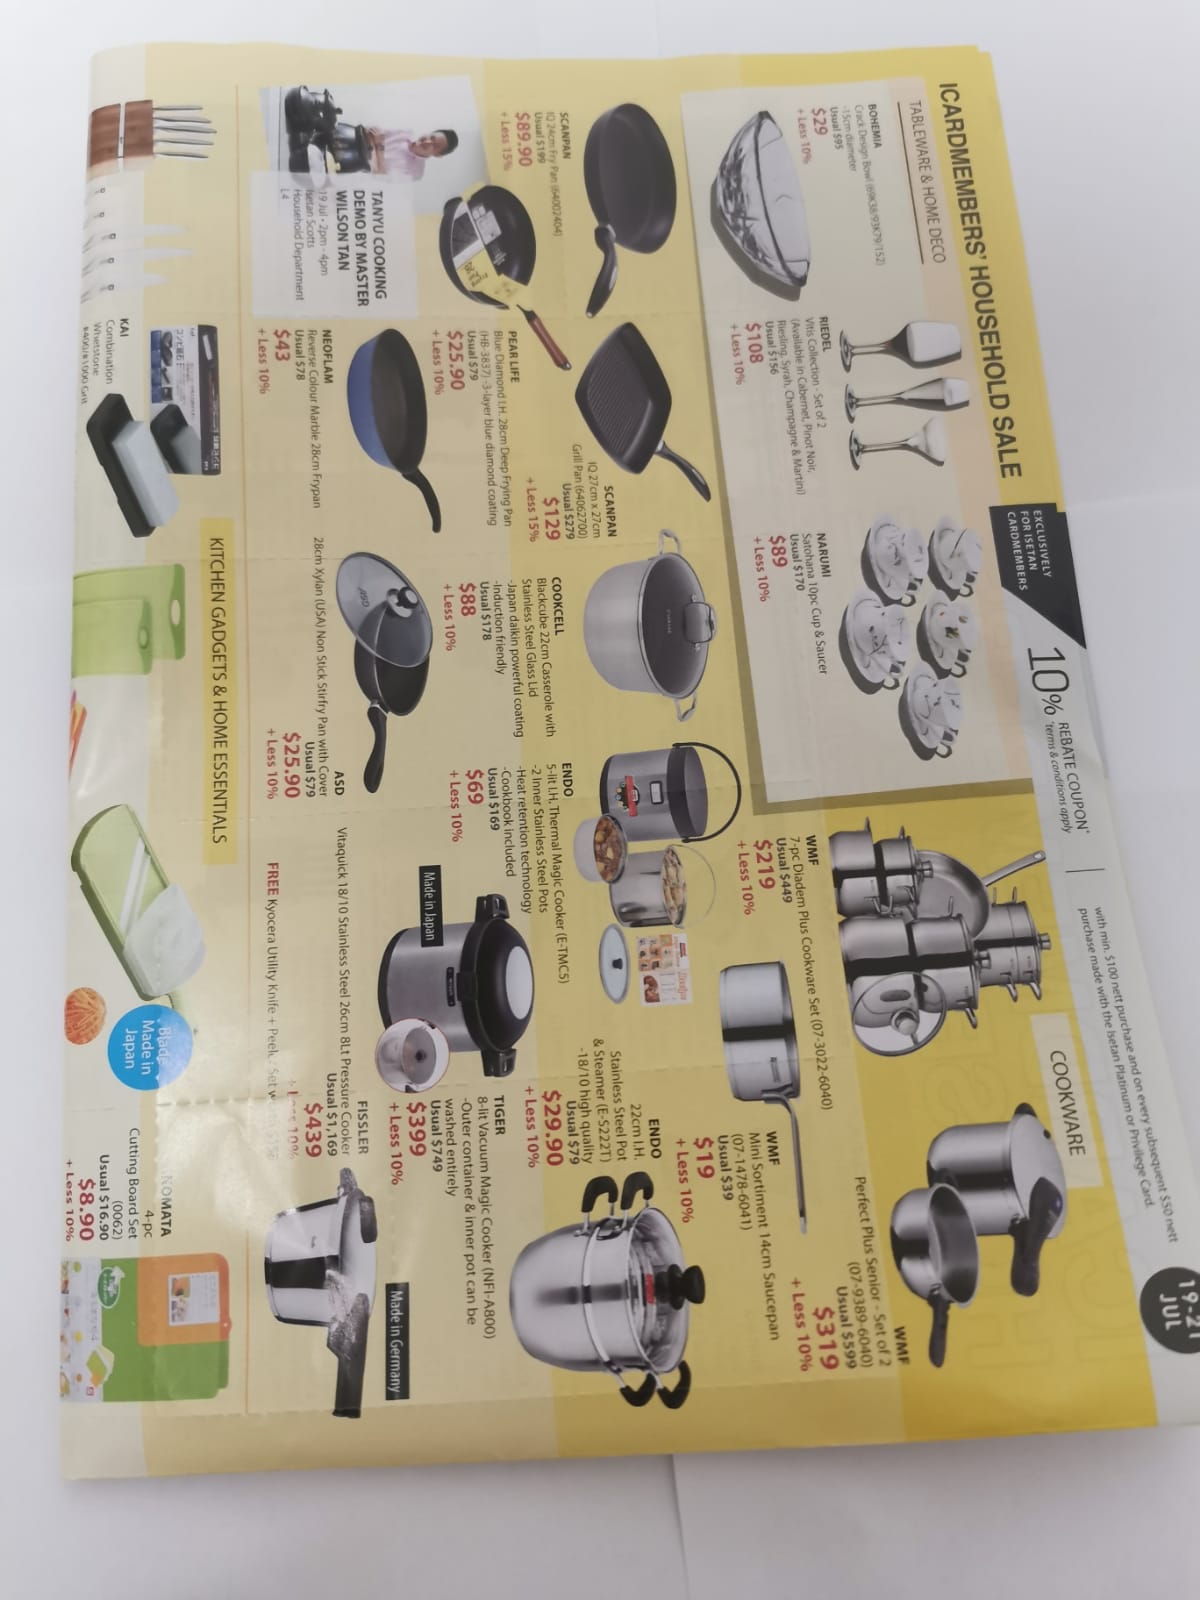 ICARDMEMBERS' HOUSEHOLD SALE
EXCLUSIVELY
FOR ISETAN
CARDMEMBERS
10% REBATE COUPON*
*terms & conditions apply
with min. $100 nett purchase and on every subsequent $50 nett
purchase made with the Isetan Platinum or Privilege Card.
19-21
JUL
TABLEWARE & HOME DECO
BOHEMIA
Crack Design Bowl (69K38/93K79/152)
-15cm diameter
Usual $95
$29
+ Less 10%
RIEDEL
Vitis Collection - Set of 2
(Available in Cabernet, Pinot Noir,
Riesling, Syrah, Champagne & Martini)
Usual $156
$108
+ Less 10%
NARUMI
Satohana 10pc Cup & Saucer
Usual $170
$89
+ Less 10%
COOKWARE
WMF
7-pc Diadem Plus Cookware Set (07-3022-6040)
Usual $449
$219
+ Less 10%
WMF
Perfect Plus Senior - Set of 2
(07-9389-6040)
Usual $599
$319
+ Less 10%
WMF
Mini Sortiment 14cm Saucepan
(07-1478-6041)
Usual $39
$19
+ Less 10%
SCANPAN
IQ 24cm Fry Pan (64002404)
Usual $199
$89.90
+ Less 15%
SCANPAN
IQ 27cm x 27cm
Grill Pan (64062700)
Usual $279
$129
+ Less 15%
COOKCELL
Blackcube 22cm Casserole with
Stainless Steel Glass Lid
-Japan daikin powerful coating
-Induction friendly
Usual $178
$88
+ Less 10%
ENDO
5-lit I.H. Thermal Magic Cooker (E-TMC5)
-2 Inner Stainless Steel Pots
-Heat retention technology
-Cookbook included
Usual $169
$69
+ Less 10%
ENDO
22cm I.H.
Stainless Steel Pot
& Steamer (E-S222T)
-18/10 high quality
Usual $79
$29.90
+ Less 10%
TANYU COOKING
DEMO BY MASTER
WILSON TAN
19 Jul • 2pm - 4pm
Isetan Scotts
Household Department
L4
PEAR LIFE
Blue Diamond I.H. 28cm Deep Frying Pan
(HB-3837) -3-layer blue diamond coating
Usual $79
$25.90
+ Less 10%
NEOFLAM
Reverse Colour Marble 28cm Frypan
Usual $78
$43
+ Less 10%
ASD
ASD
28cm Xylan (USA) Non Stick Stirfry Pan with Cover
Usual $79
$25.90
+ Less 10%
Made in Japan
TIGER
8-lit Vacuum Magic Cooker (NFI-A800)
-Outer container & inner pot can be
washed entirely
Usual $749
$399
+ Less 10%
FISSLER
Vitaquick 18/10 Stainless Steel 26cm 8Lt Pressure Cooker
Usual $1,169
$439
+ Less 10%
FREE Kyocera Utility Knife + Peeler Set
Made in Germany
KITCHEN GADGETS & HOME ESSENTIALS
KAI
Combination
Whetstone
#400/#1000 Grit
Blade
Made in
Japan
4-pc
Cutting Board Set
(0062)
Usual $16.90
$8.90
+ Less 10%